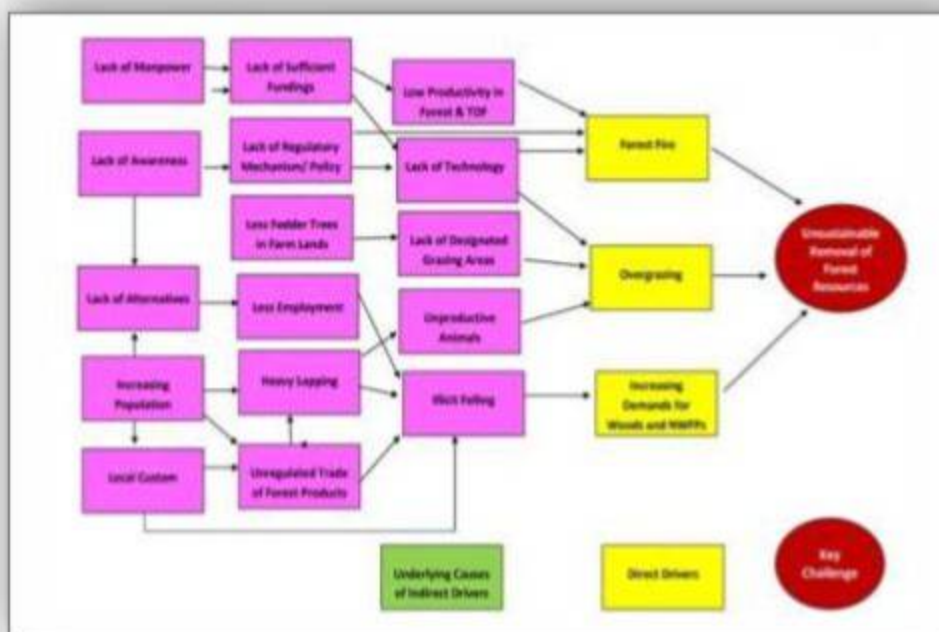 Lack of Manpower
Lack of Sufficient
Fundings
Low Productivity in
Forest & TOF
Forest Fire
Lack of Awareness
Lack of Regulatory
Mechanism/ Policy
Lack of Technology
Less Fodder Trees
in Farm Lands
Lack of Designated
Grazing Areas
Overgrazing
Unsustainable
Removal of
Forest
Resources
Lack of Alternatives
Less Employment
Unproductive
Animals
Increasing
Population
Heavy Lopping
Illicit Felling
Increasing
Demands for
Woods and NWFPs
Local Custom
Unregulated Trade
of Forest Products
Underlying Causes
of Indirect Drivers
Direct Drivers
Key
Challenge